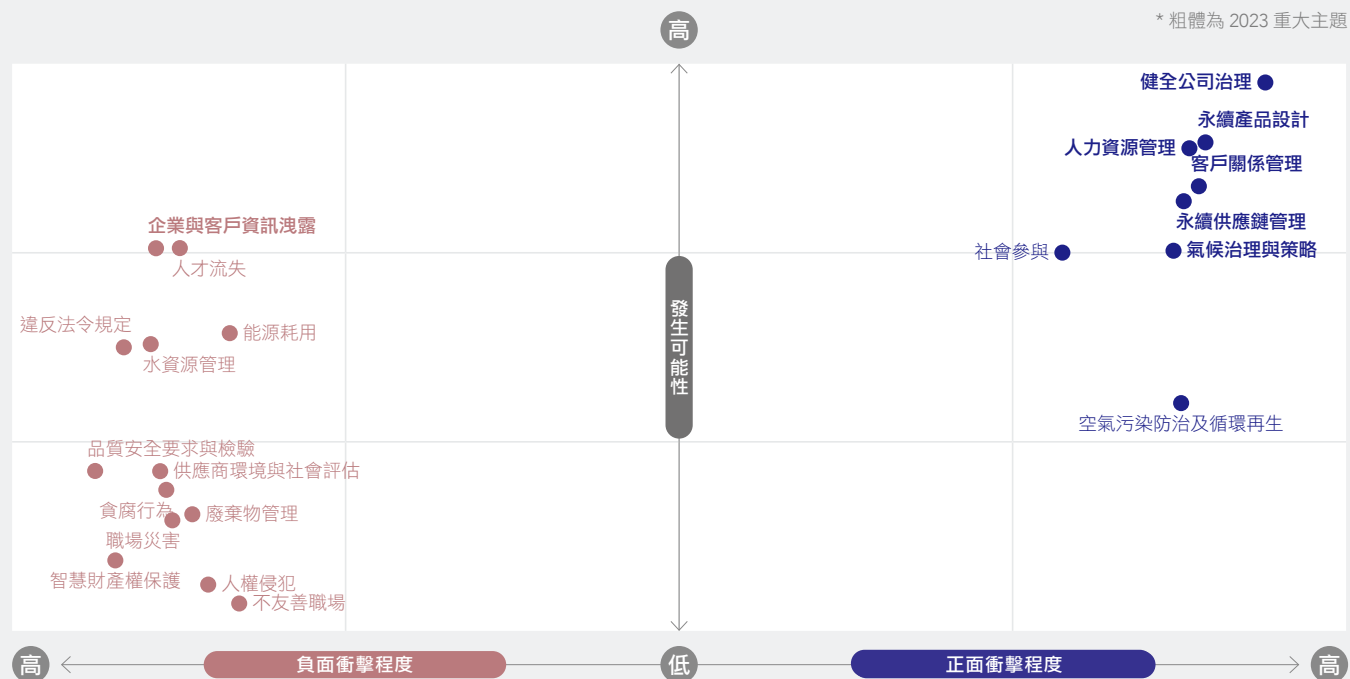 高
* 粗體為 2023 重大主題
健全公司治理
永續產品設計
人力資源管理
客戶關係管理
永續供應鏈管理
社會參與
氣候治理與策略
企業與客戶資訊洩露
人才流失
違反法令規定
能源耗用
水資源管理
發生可能性
空氣污染防治及循環再生
品質安全要求與檢驗
供應商環境與社會評估
貪腐行為
廢棄物管理
職場災害
智慧財產權保護
人權侵犯
不友善職場
高
負面衝擊程度
低
正面衝擊程度
高